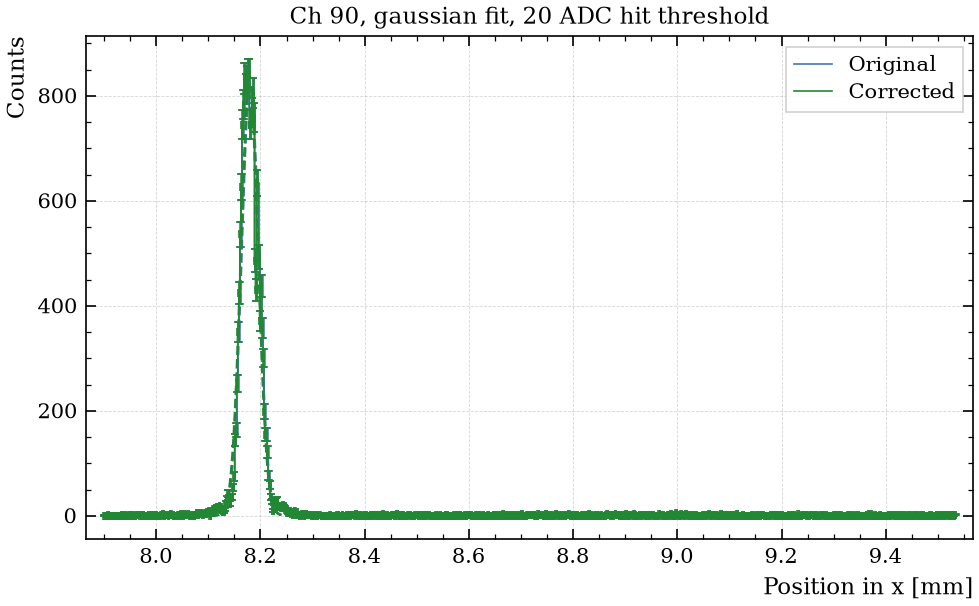 Ch 90, gaussian fit, 20 ADC hit threshold
Counts
Original
Corrected
800
600
400
200
0
8.0 8.2 8.4 8.6 8.8 9.0 9.2 9.4
Position in x [mm]